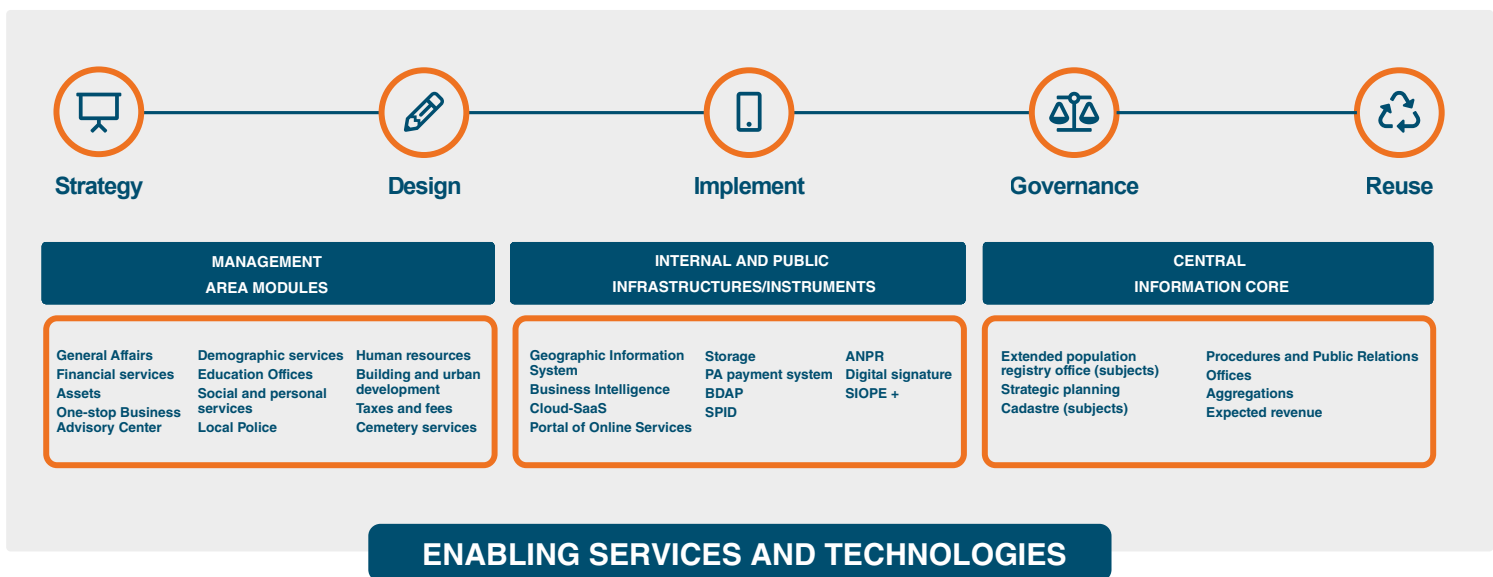 Strategy
Design
Implement
Governance
Reuse
MANAGEMENT
AREA MODULES
General Affairs
Financial services
Assets
One-stop Business
Advisory Center
Demographic services
Education Offices
Social and personal
services
Local Police
Human resources
Building and urban
development
Taxes and fees
Cemetery services
INTERNAL AND PUBLIC
INFRASTRUCTURES/INSTRUMENTS
Geographic Information
System
Business Intelligence
Cloud-SaaS
Portal of Online Services
Storage
PA payment system
BDAP
SPID
ANPR
Digital signature
SIOPE +
CENTRAL
INFORMATION CORE
Extended population
registry office (subjects)
Strategic planning
Cadastre (subjects)
Procedures and Public Relations
Offices
Aggregations
Expected revenue
ENABLING SERVICES AND TECHNOLOGIES